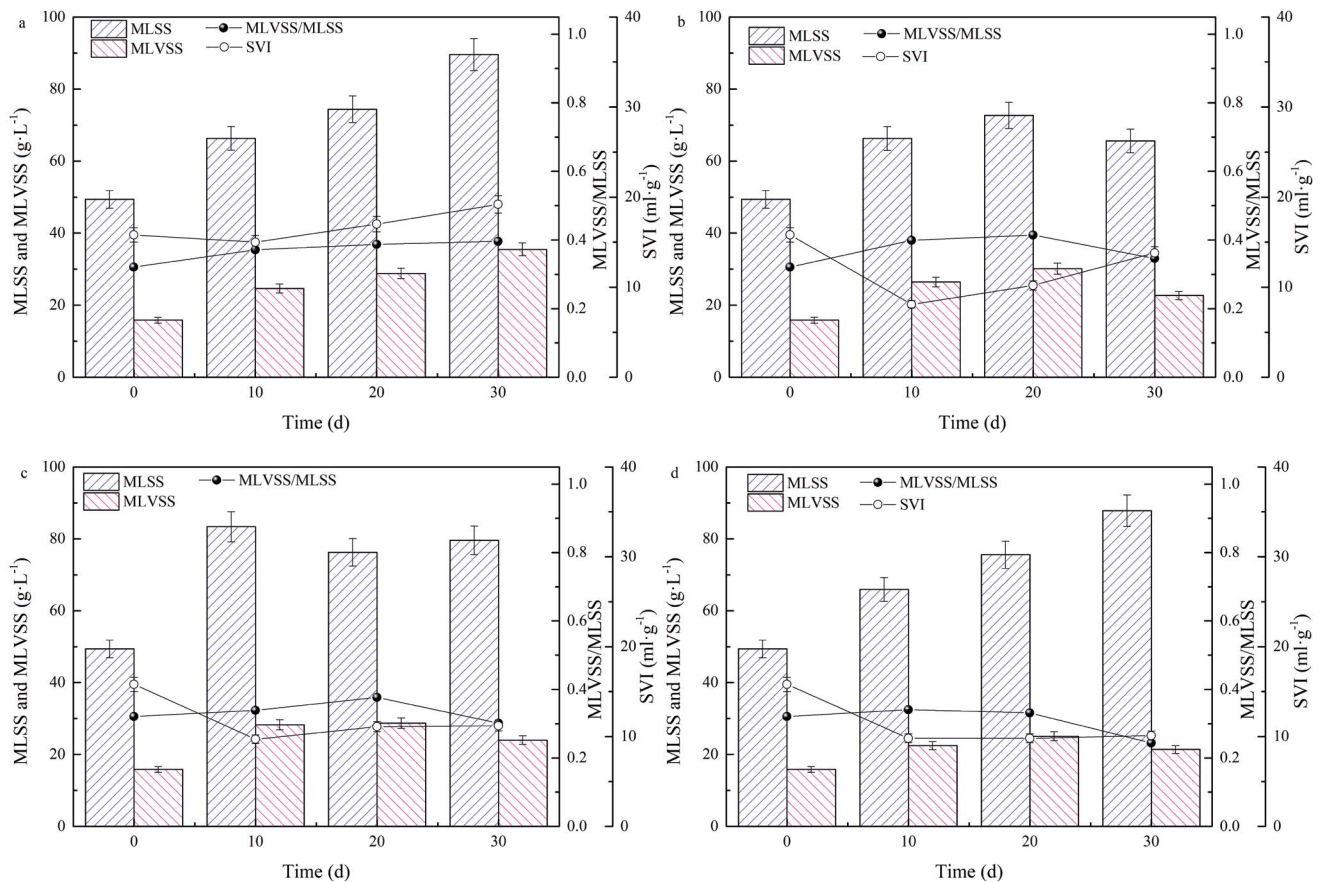 a
MLSS
MLVSS
MLVSS/MLSS
SVI
100
80
60
40
20
0
MLSS and MLVSS (g·L⁻¹)
0
10
20
30
Time (d)
1.0
0.8
0.6
0.4
0.2
0.0
MLVSS/MLSS
40
30
20
10
0
SVI (ml·g⁻¹)
b
MLSS
MLVSS
MLVSS/MLSS
SVI
100
80
60
40
20
0
MLSS and MLVSS (g·L⁻¹)
0
10
20
30
Time (d)
1.0
0.8
0.6
0.4
0.2
0.0
MLVSS/MLSS
40
30
20
10
0
SVI (ml·g⁻¹)
c
MLSS
MLVSS
MLVSS/MLSS
100
80
60
40
20
0
MLSS and MLVSS (g·L⁻¹)
0
10
20
30
Time (d)
1.0
0.8
0.6
0.4
0.2
0.0
MLVSS/MLSS
40
30
20
10
0
SVI (ml·g⁻¹)
d
MLSS
MLVSS
MLVSS/MLSS
SVI
100
80
60
40
20
0
MLSS and MLVSS (g·L⁻¹)
0
10
20
30
Time (d)
1.0
0.8
0.6
0.4
0.2
0.0
MLVSS/MLSS
40
30
20
10
0
SVI (ml·g⁻¹)